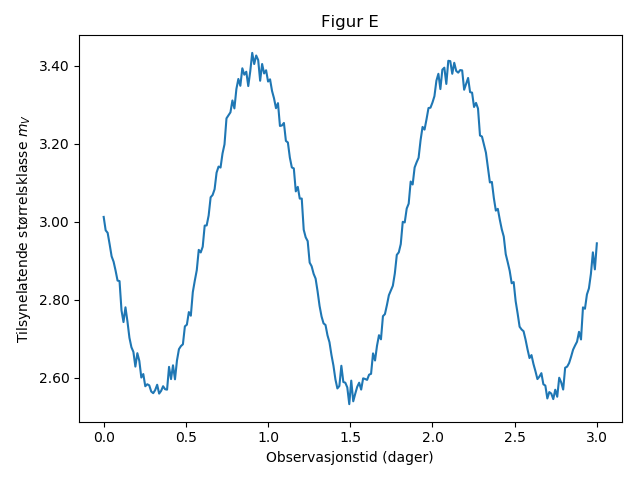 Figur E
Tilsynelatende størrelsklasse $m_V$
3.40
3.20
3.00
2.80
2.60
0.0 0.5 1.0 1.5 2.0 2.5 3.0
Observasjonstid (dager)